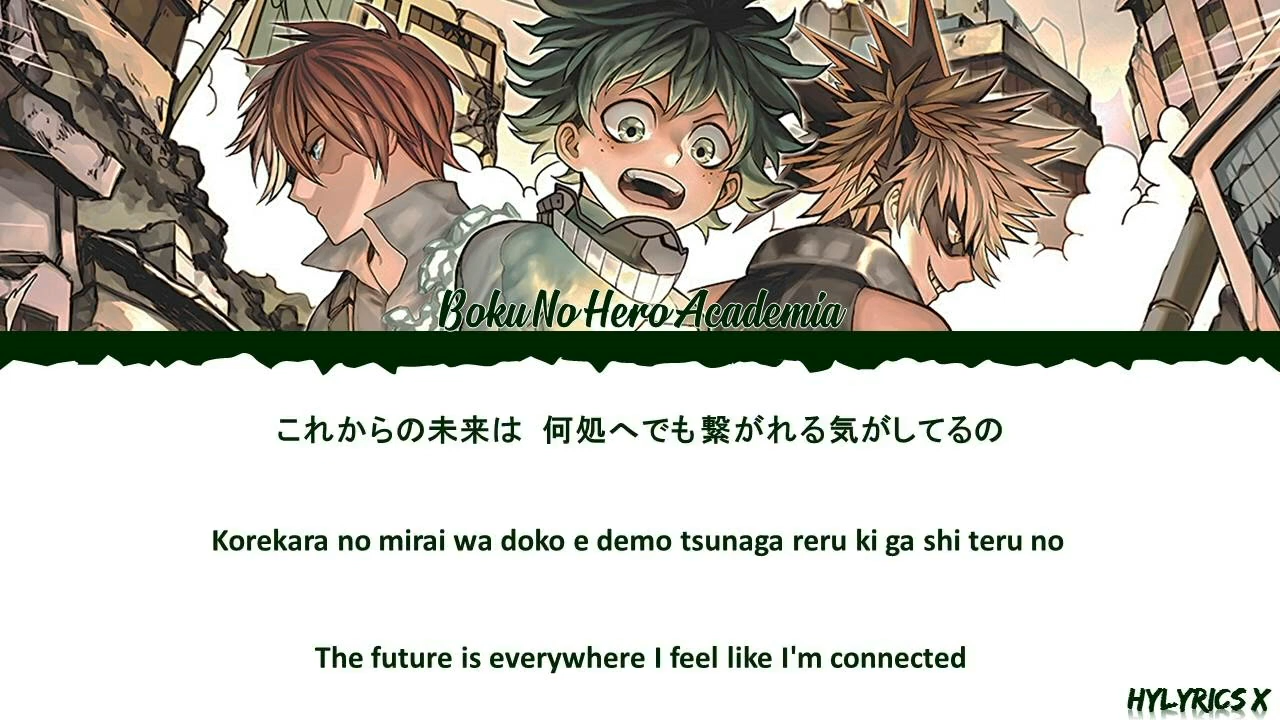 Boku No Hero Academia
これからの未来は　何処へでも繋がれる気がしてるの
Korekara no mirai wa doko e demo tsunaga reru ki ga shi teru no
The future is everywhere I feel like I'm connected
HYLYRICS X